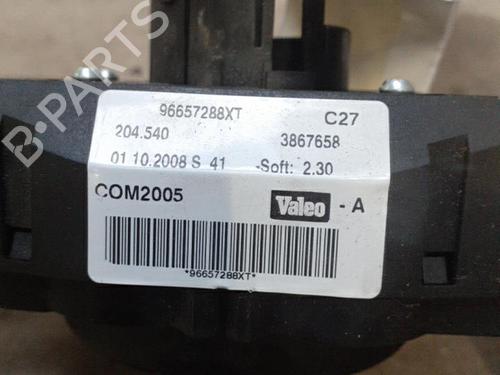 B-PARTS
96657288XT C27
204.540 3867658
01 10.2008 S 41 -Soft: 2.30
COM2005 Valeo - A
*96657288XT*